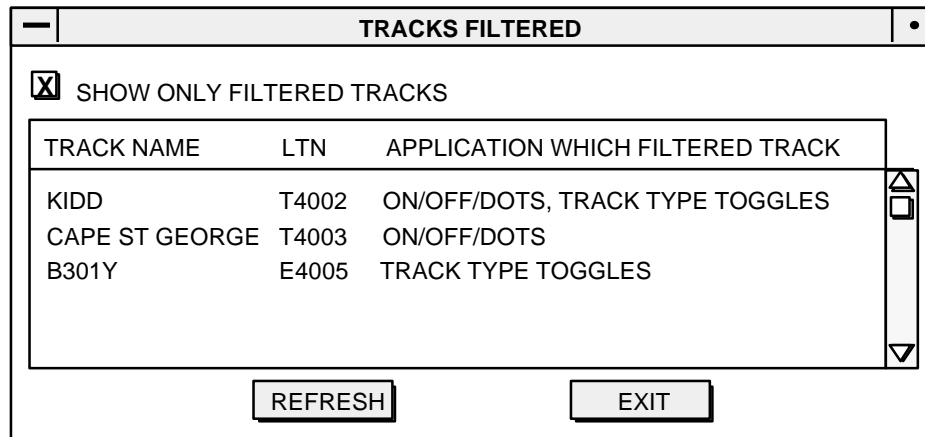 TRACKS FILTERED
X SHOW ONLY FILTERED TRACKS
TRACK NAME LTN APPLICATION WHICH FILTERED TRACK
KIDD T4002 ON/OFF/DOTS, TRACK TYPE TOGGLES
CAPE ST GEORGE T4003 ON/OFF/DOTS
B301Y E4005 TRACK TYPE TOGGLES
REFRESH EXIT